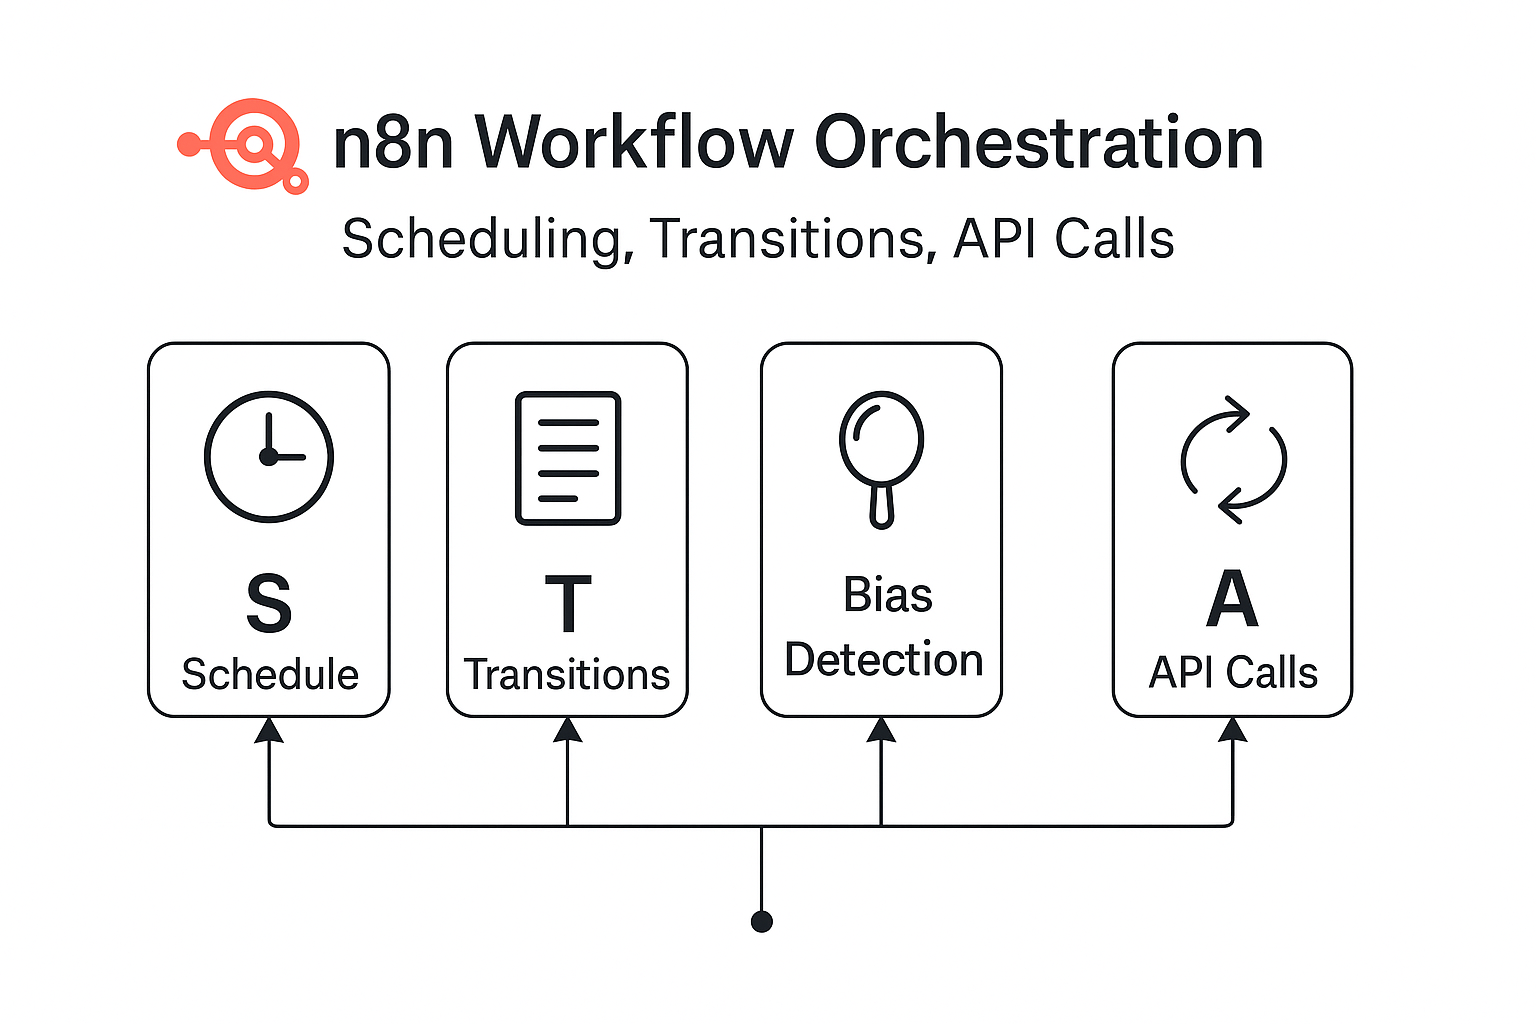 n8n Workflow Orchestration
Scheduling, Transitions, API Calls
S
Schedule
T
Transitions
Bias
Detection
A
API Calls